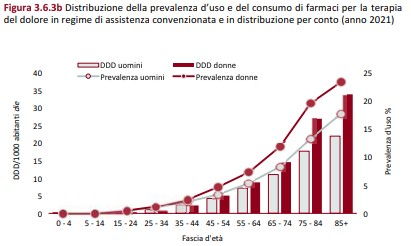 Figura 3.6.3b Distribuzione della prevalenza d'uso e del consumo di farmaci per la terapia
del dolore in regime di assistenza convenzionata e in distribuzione per conto (anno 2021)
DDD uomini DDD donne
Prevalenza uomini Prevalenza donne
DDD/1000 abitanti die
40
35
30
25
20
15
10
5
0
25
20
15
10
5
0
Prevalenza d'uso %
0 - 4 5 - 14 15 - 24 25 - 34 35 - 44 45 - 54 55 - 64 65 - 74 75 - 84 85+
Fascia d'età